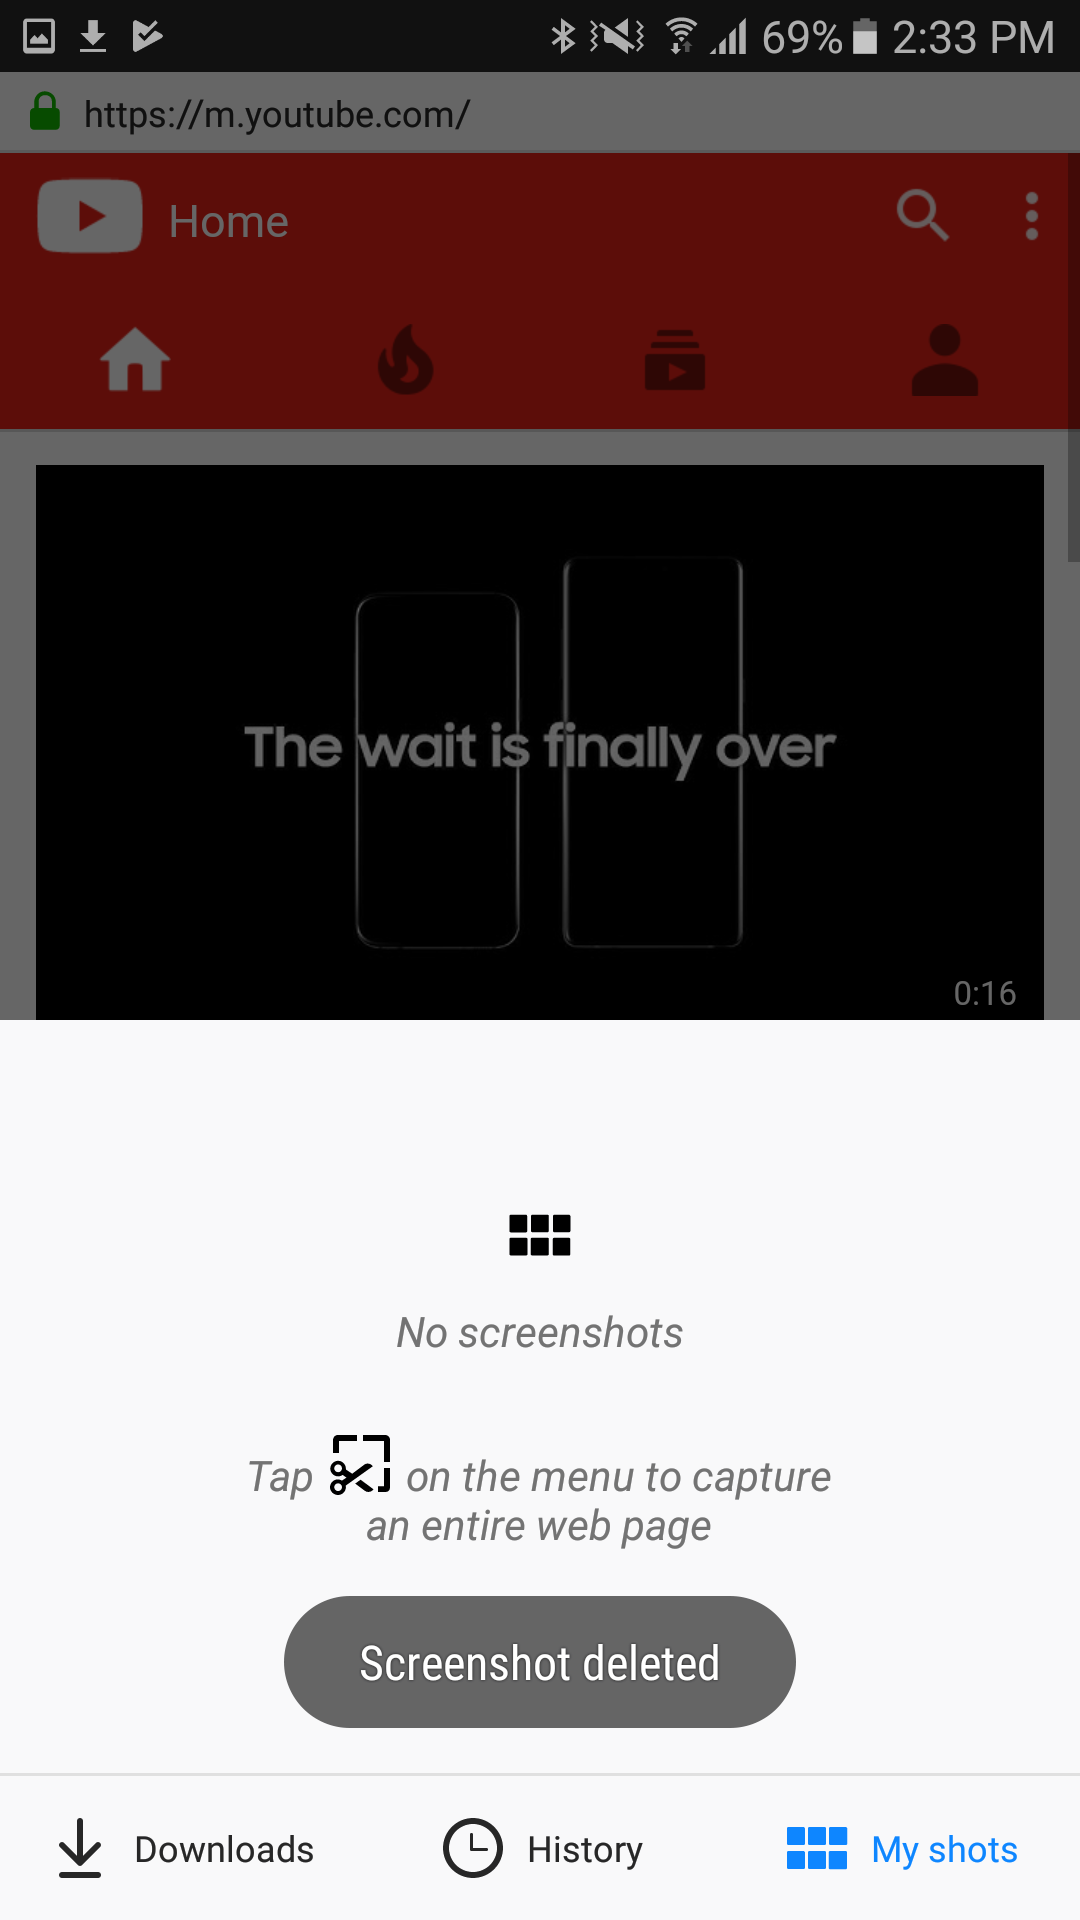 69% 2:33 PM
https://m.youtube.com/
Home
The wait is finally over
0:16
No screenshots
Tap on the menu to capture
an entire web page
Screenshot deleted
Downloads History My shots